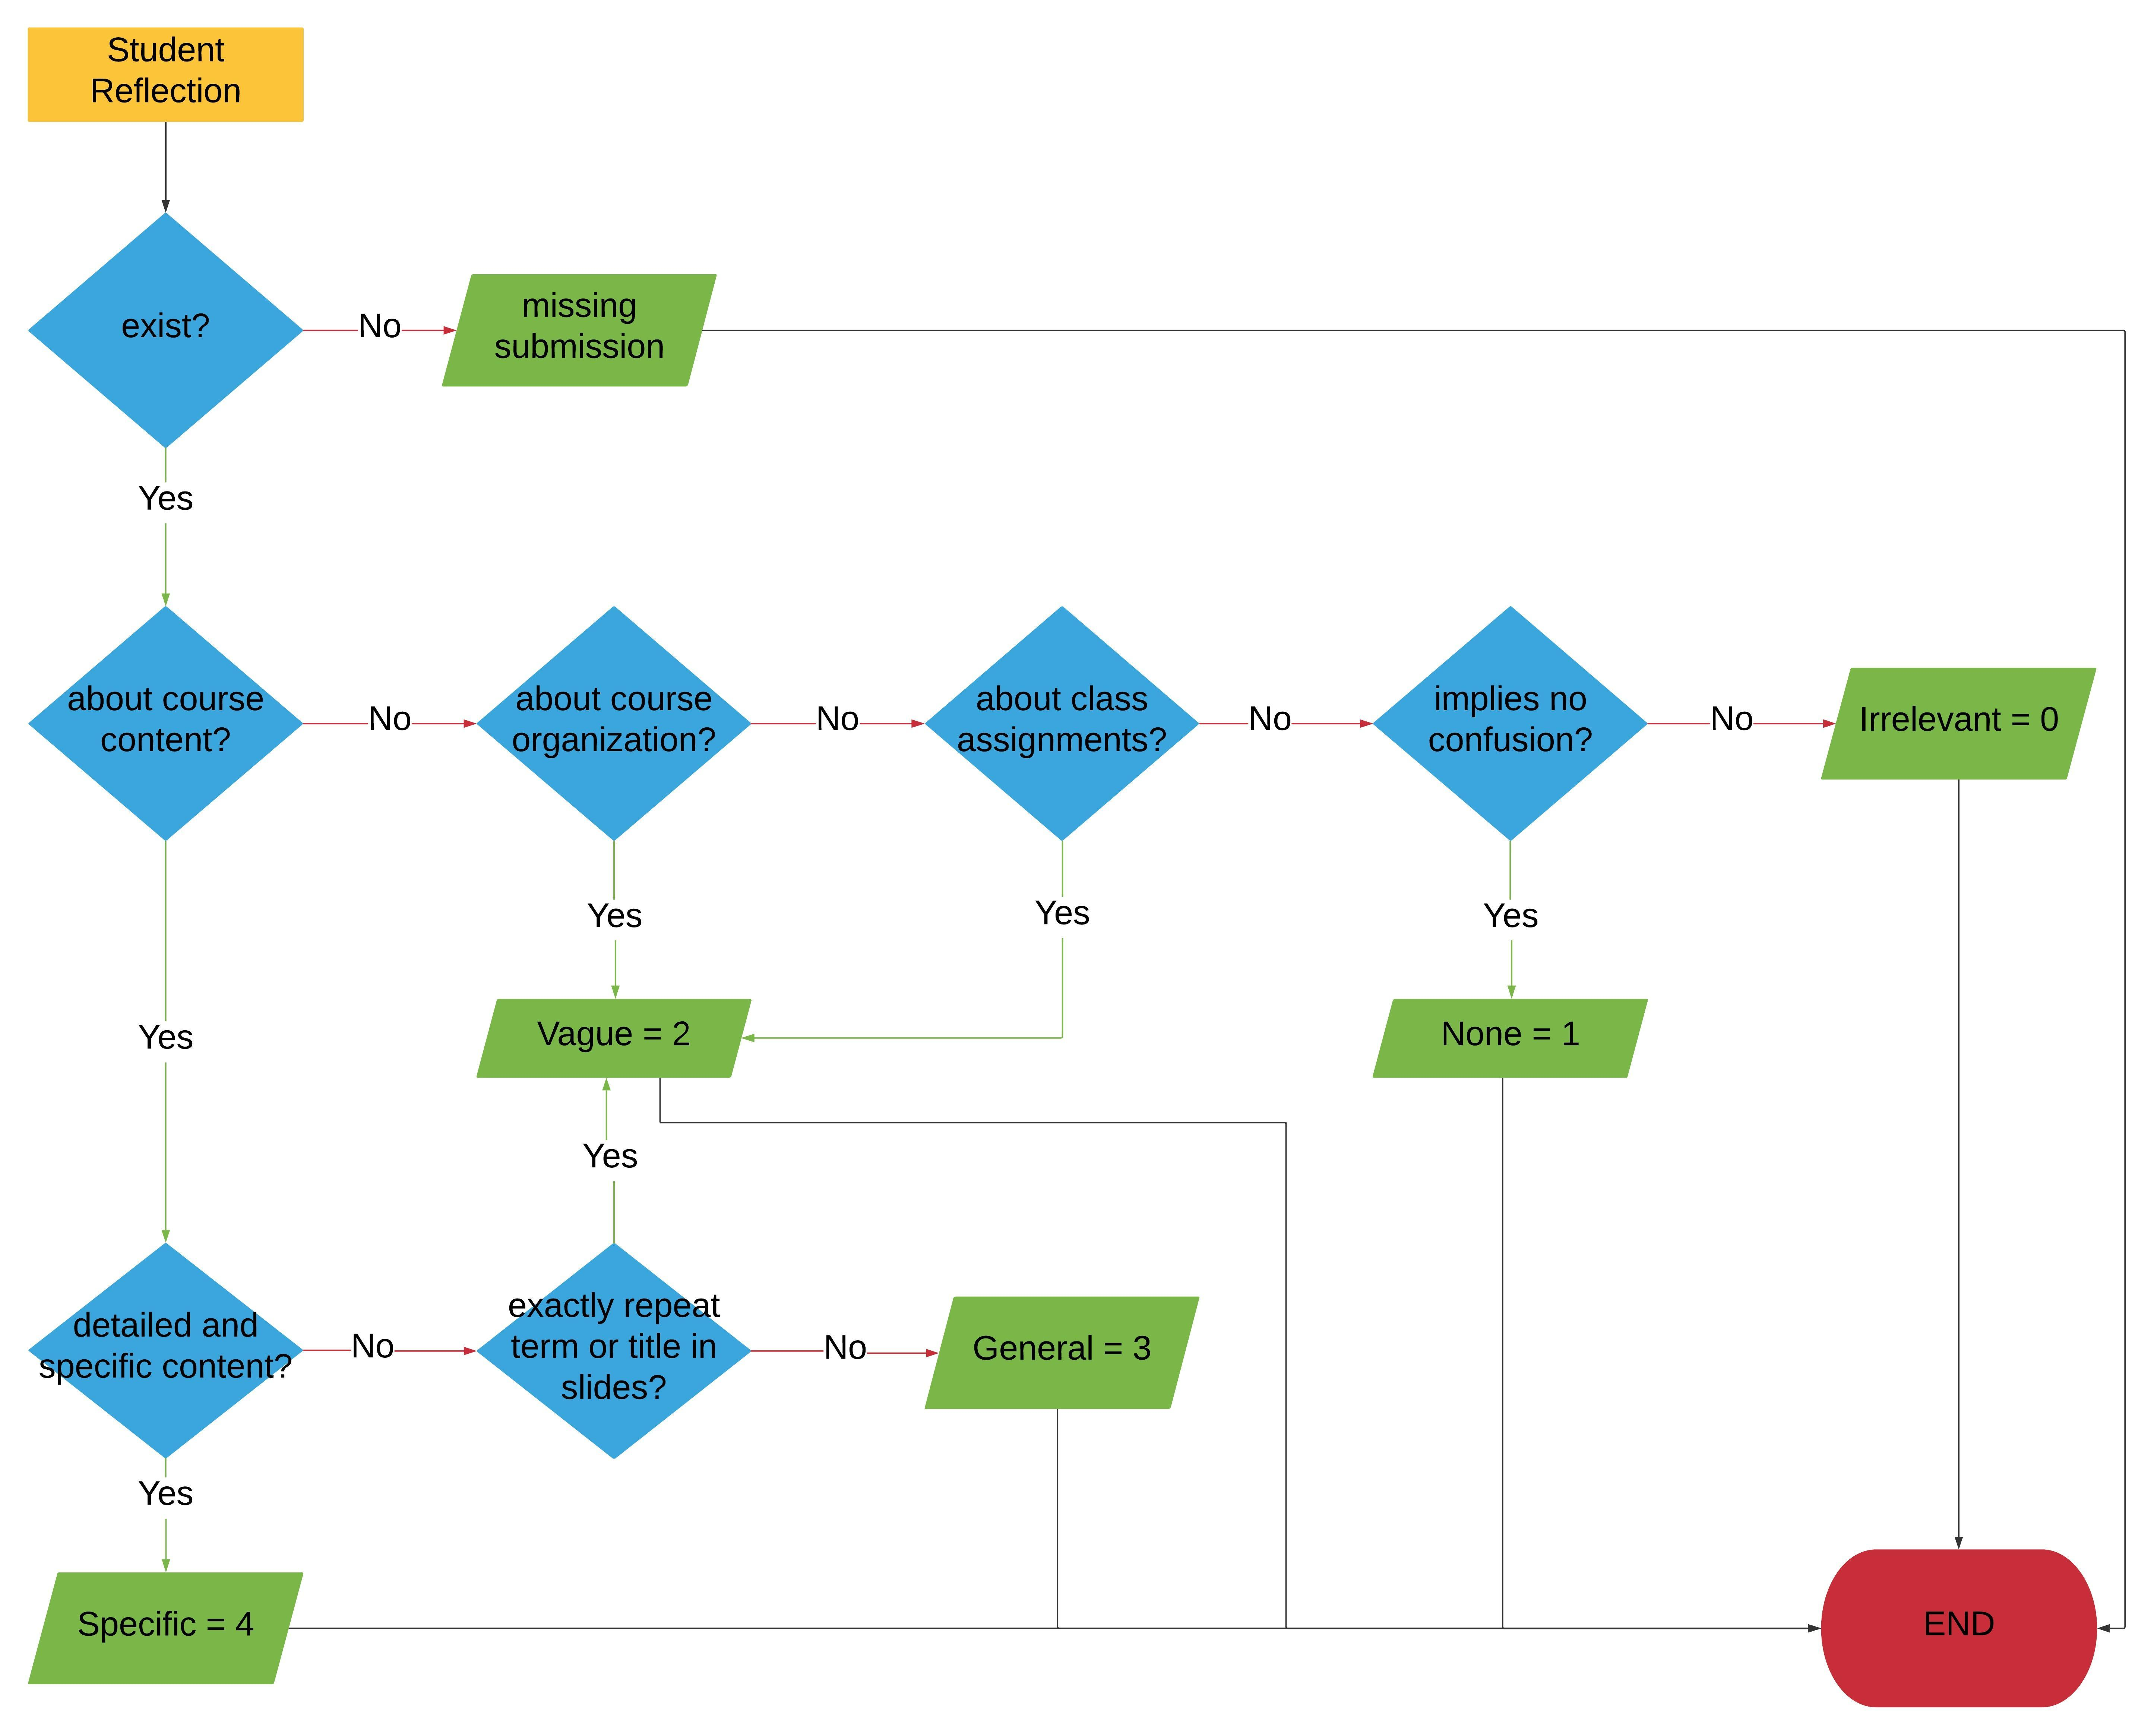 Student
Reflection
exist?
No
missing
submission
Yes
about course
content?
No
about course
organization?
No
about class
assignments?
No
implies no
confusion?
No
Irrelevant = 0
Yes
Yes
Yes
Yes
Vague = 2
None = 1
Yes
detailed and
specific content?
No
exactly repeat
term or title in
slides?
No
General = 3
Yes
Specific = 4
END